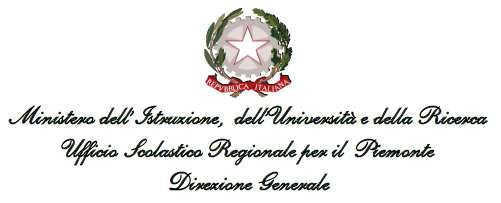 REPVBBLICA ITALIANA
Ministero dell'Istruzione, dell'Università e della Ricerca
Ufficio Scolastico Regionale per il Piemonte
Direzione Generale